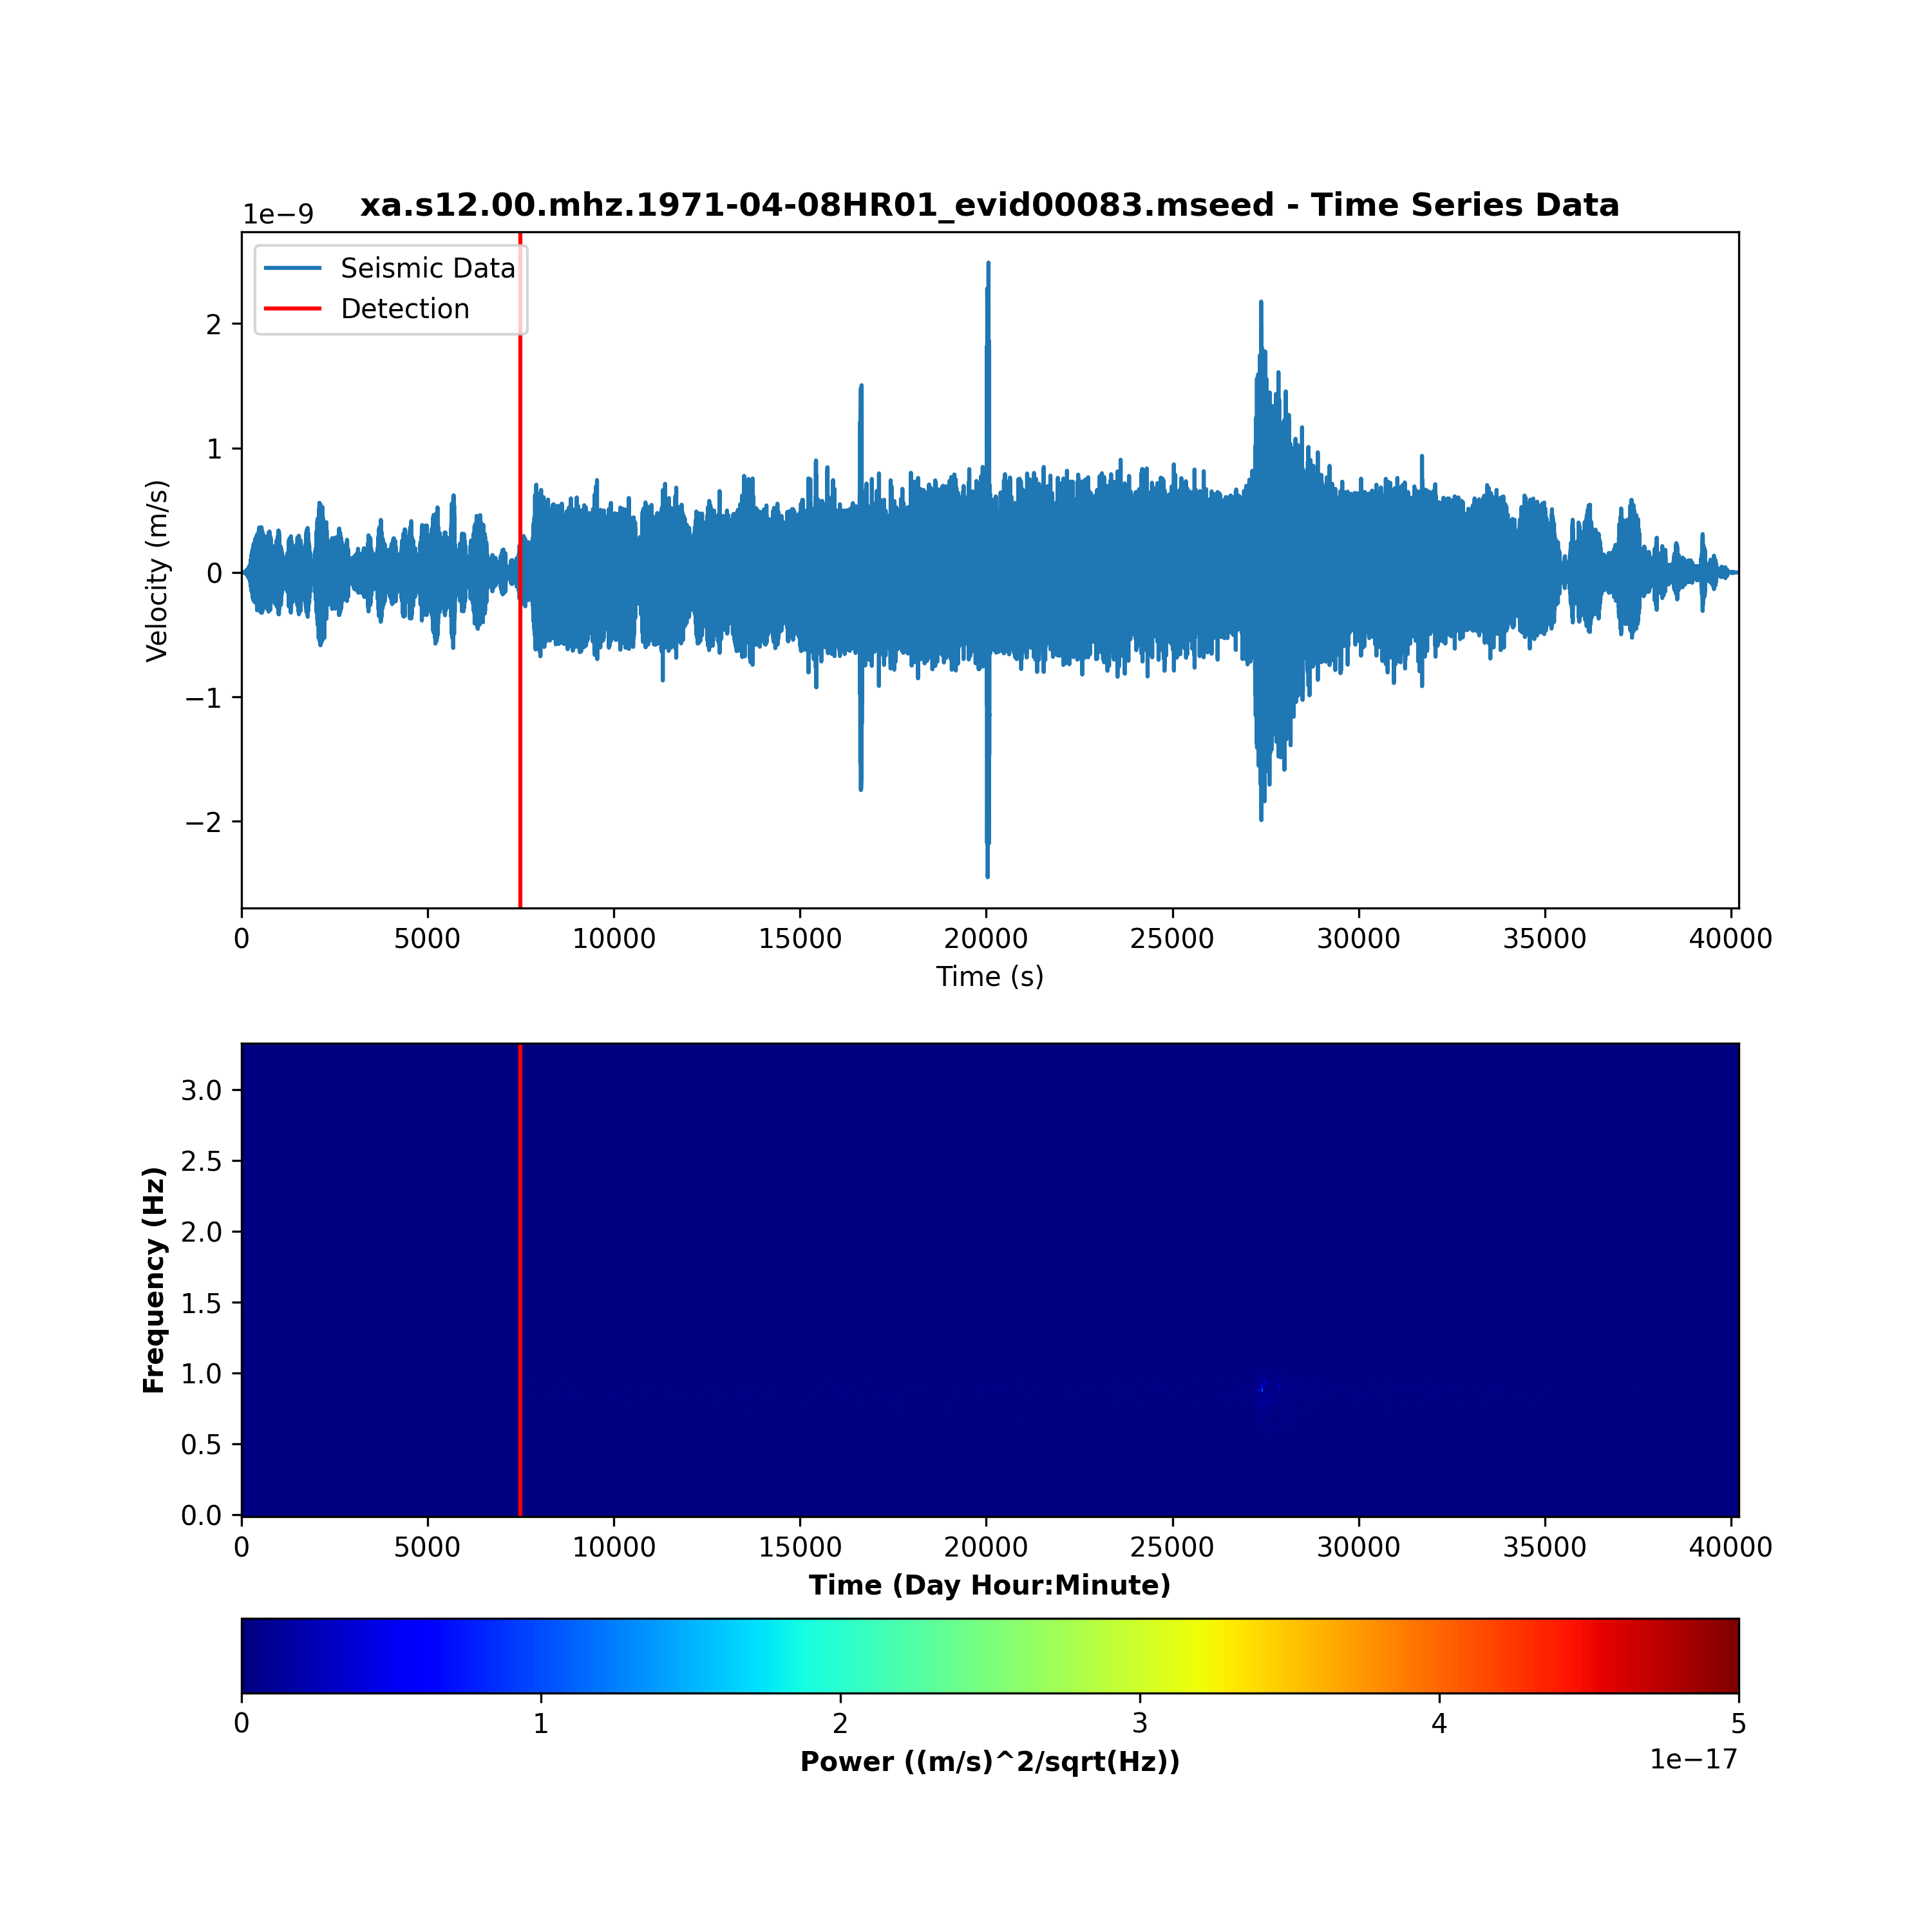 xa.s12.00.mhz.1971-04-08HR01_evid00083.mseed - Time Series Data
1e−9
Seismic Data
Detection
Velocity (m/s)
2
1
0
−1
−2
0 5000 10000 15000 20000 25000 30000 35000 40000
Time (s)
Frequency (Hz)
3.0
2.5
2.0
1.5
1.0
0.5
0.0
0 5000 10000 15000 20000 25000 30000 35000 40000
Time (Day Hour:Minute)
0 1 2 3 4 5
Power ((m/s)^2/sqrt(Hz))
1e−17